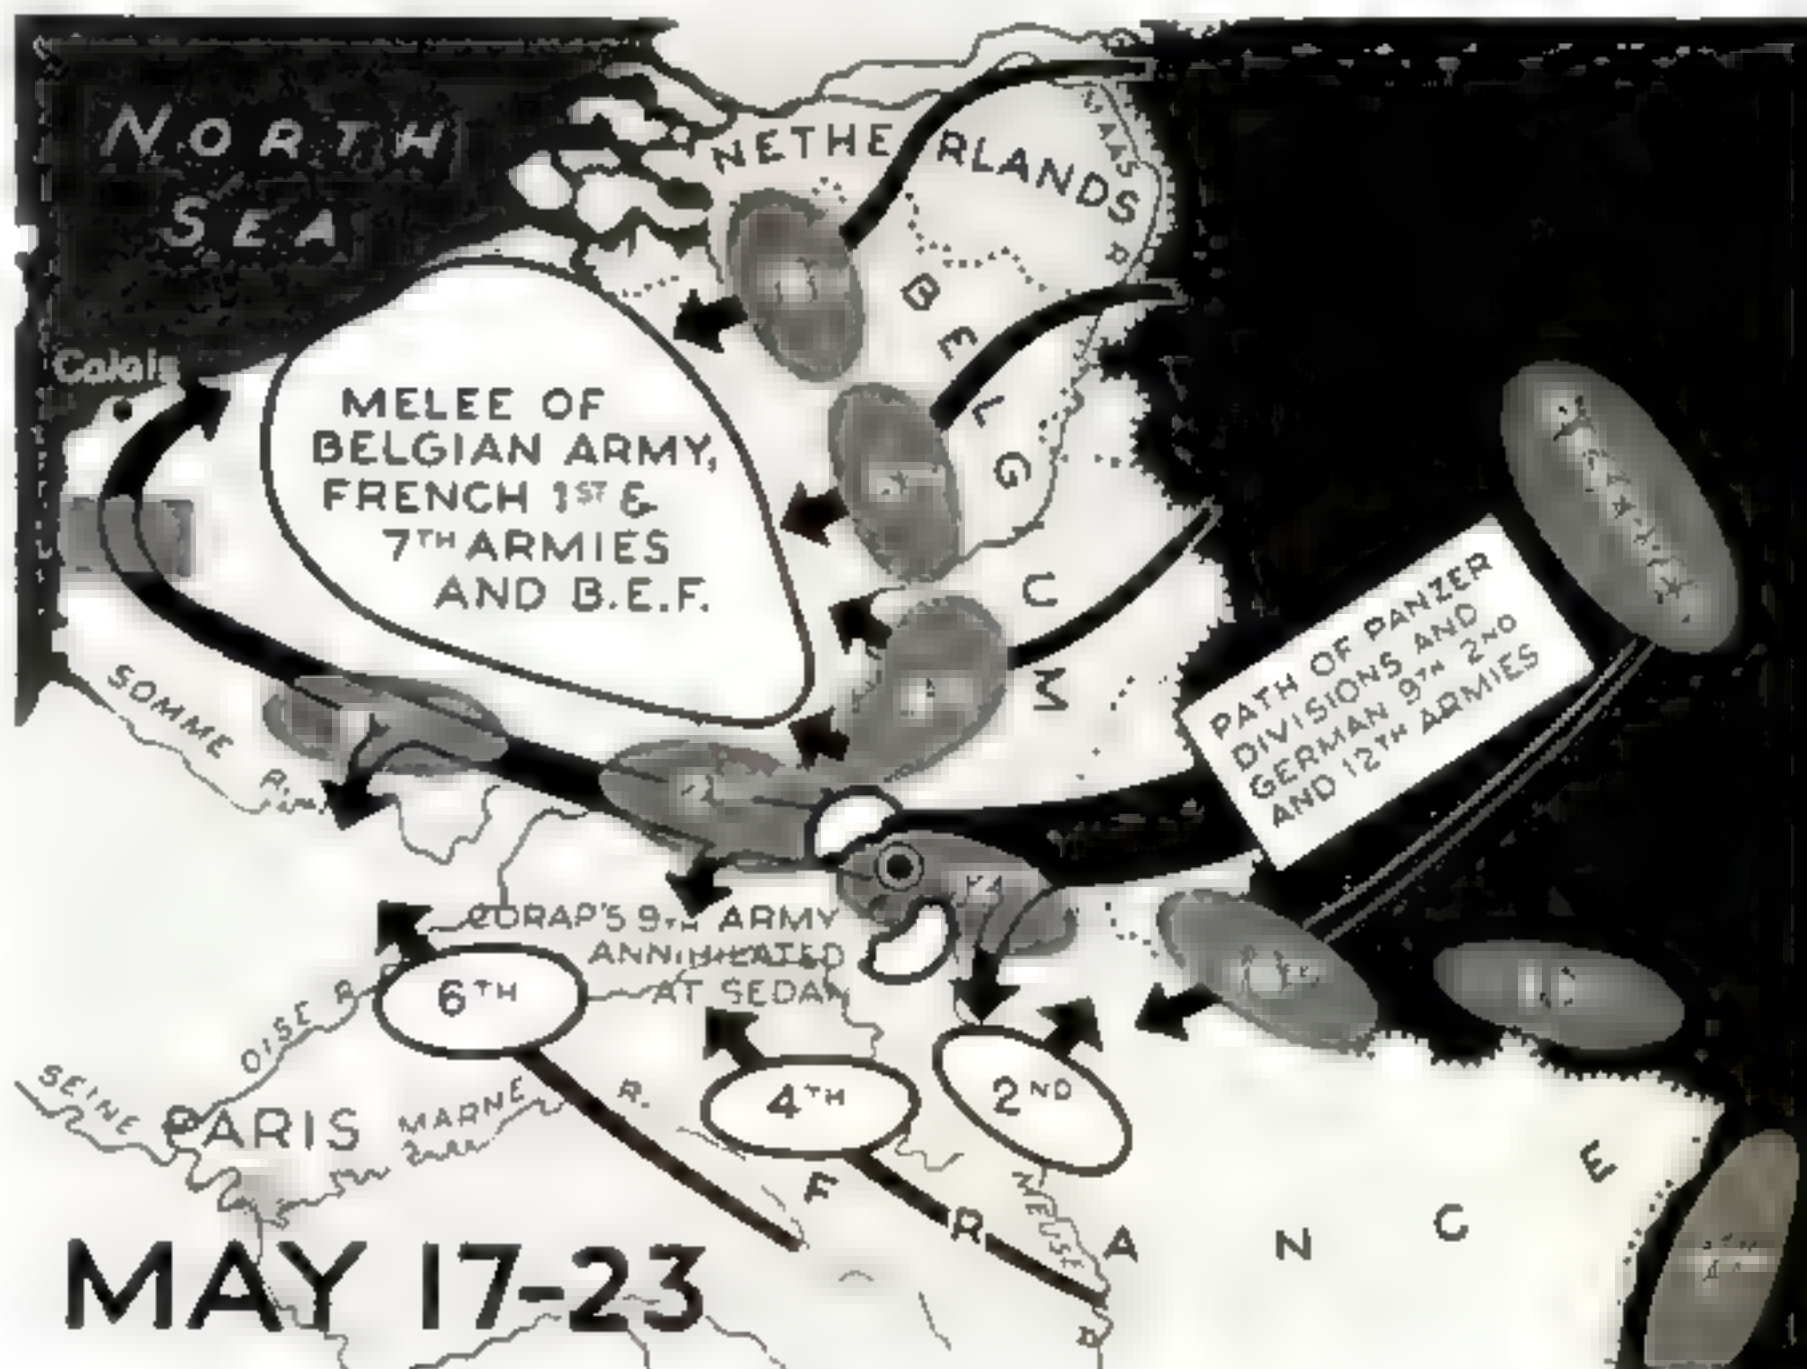 NORTH
SEA
NETHERLANDS
MAAS R
BELGIUM
Calais
MELEE OF
BELGIAN ARMY,
FRENCH 1ST &
7TH ARMIES
AND B.E.F.
PATH OF PANZER
DIVISIONS AND
GERMAN 9TH 2ND
AND 12TH ARMIES
SOMME R.
CORAP'S 9TH ARMY
ANNIHILATED
AT SEDAN
6TH
4TH
2ND
OISE R.
SEINE
PARIS
MARNE R.
MEUSE R
FRANCE
MAY 17-23